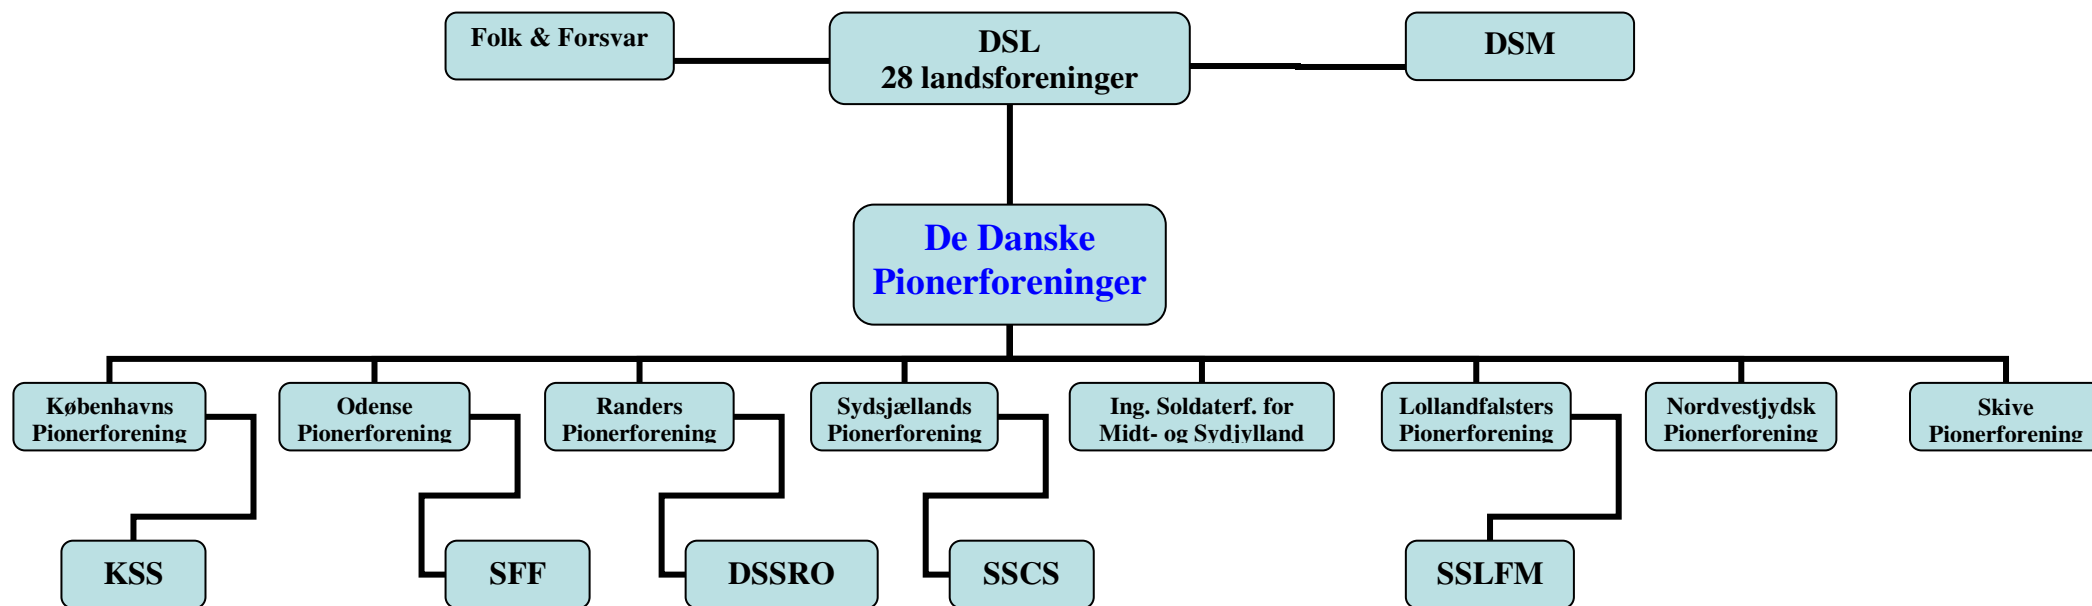 Folk & Forsvar
DSL
28 landsforeninger
DSM
De Danske
Pionerforeninger
Københavns
Pionerforening
Odense
Pionerforening
Randers
Pionerforening
Sydsjællands
Pionerforening
Ing. Soldaterf. for
Midt- og Sydjylland
Lollandfalsters
Pionerforening
Nordvestjydsk
Pionerforening
Skive
Pionerforening
KSS
SFF
DSSRO
SSCS
SSLFM